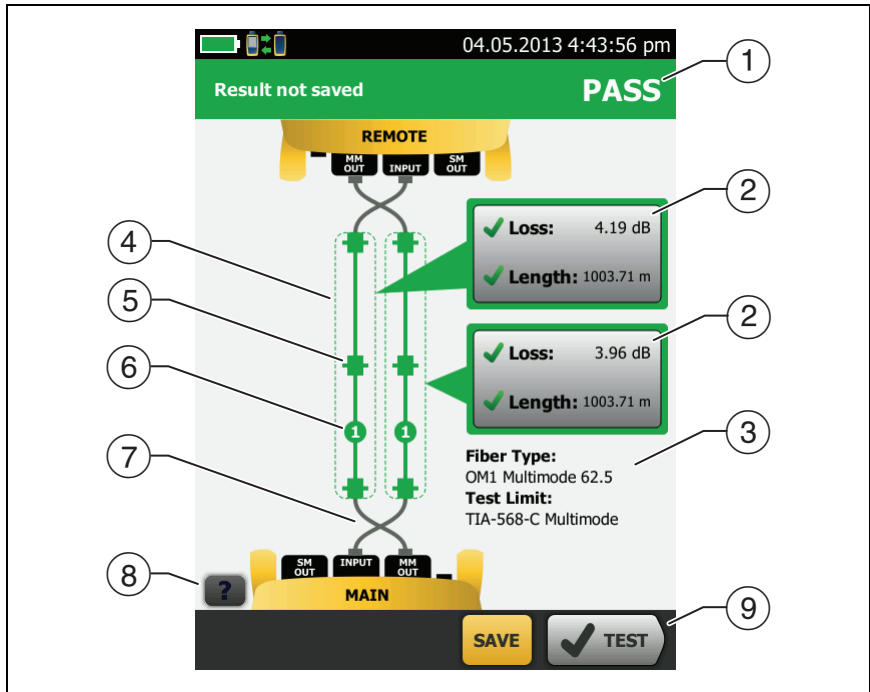 04.05.2013 4:43:56 pm
Result not saved
PASS
1
REMOTE
MM OUT
INPUT
SM OUT
2
Loss: 4.19 dB
Length: 1003.71 m
4
5
2
Loss: 3.96 dB
Length: 1003.71 m
6
1
1
3
Fiber Type:
OM1 Multimode 62.5
Test Limit:
TIA-568-C Multimode
7
SM OUT
INPUT
MM OUT
8
?
MAIN
9
SAVE
TEST